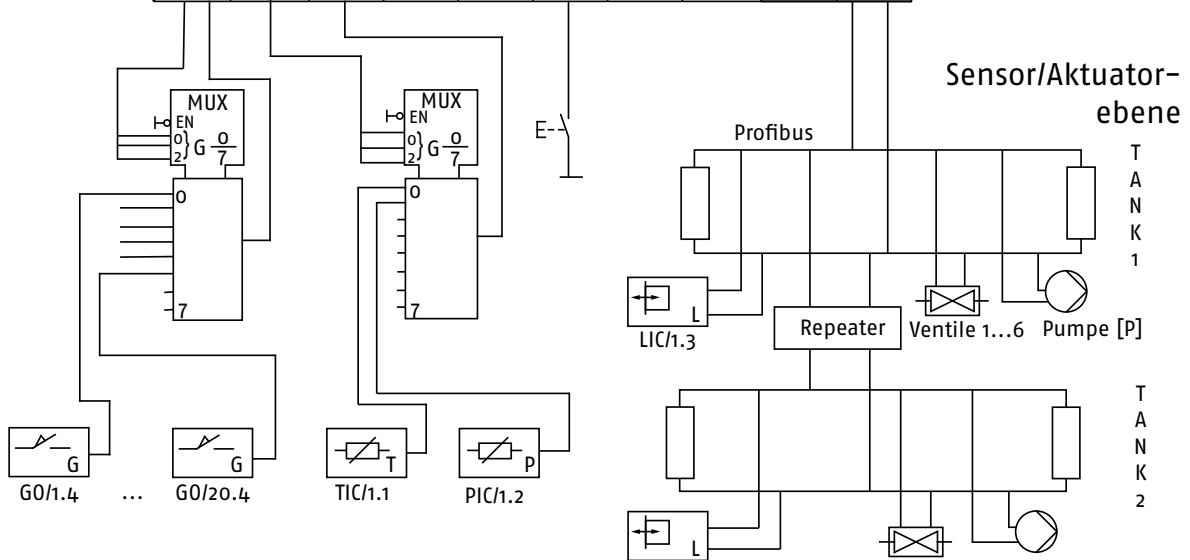 Sensor/Aktuator-
ebene
MUX
EN
0
2
} G 0/7
0
7
MUX
EN
0
2
} G 0/7
0
7
E
Profibus
TANK 1
L
LIC/1.3
Repeater
Ventile 1...6
Pumpe [P]
TANK 2
G
GO/1.4
...
G
GO/20.4
T
TIC/1.1
P
PIC/1.2
L